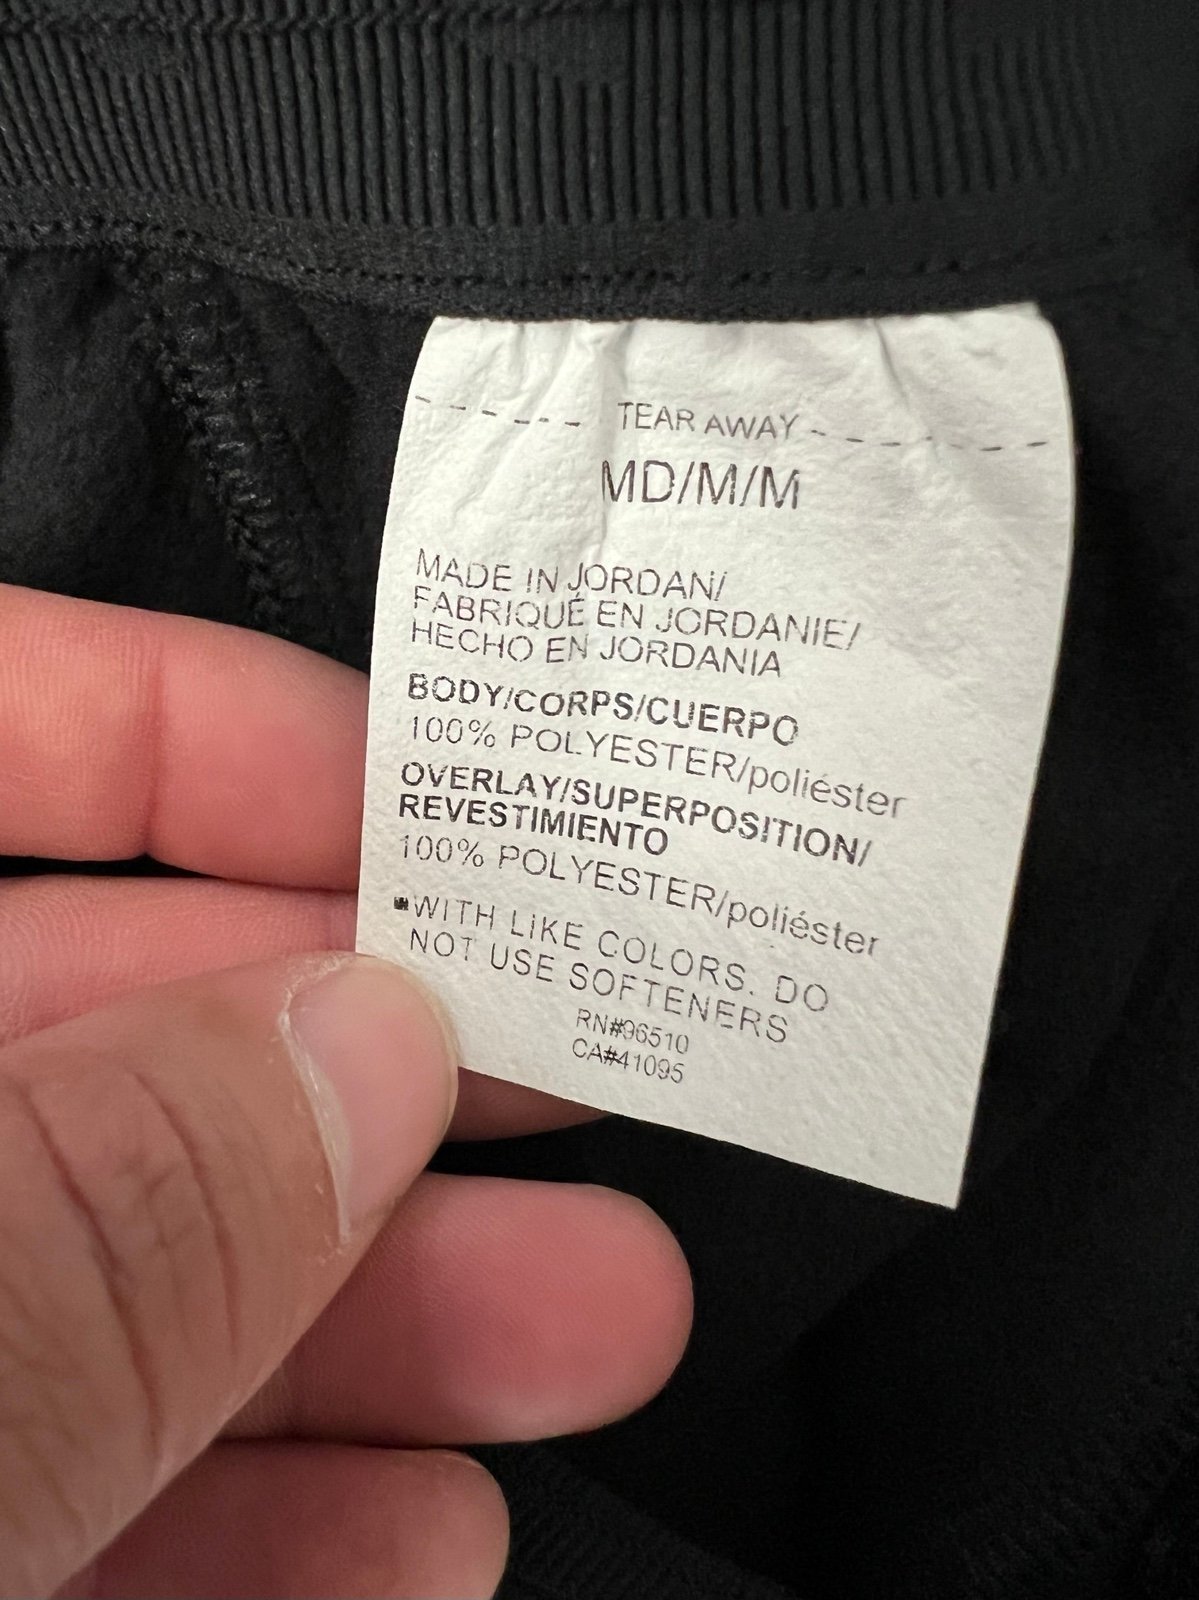 TEAR AWAY
MD/M/M
MADE IN JORDAN/
FABRIQUÉ EN JORDANIE/
HECHO EN JORDANIA
BODY/CORPS/CUERPO
100% POLYESTER/poliéster
OVERLAY/SUPERPOSITION/
REVESTIMIENTO
100% POLYESTER/poliéster
WITH LIKE COLORS. DO
NOT USE SOFTENERS
RN#96510
CA#41095